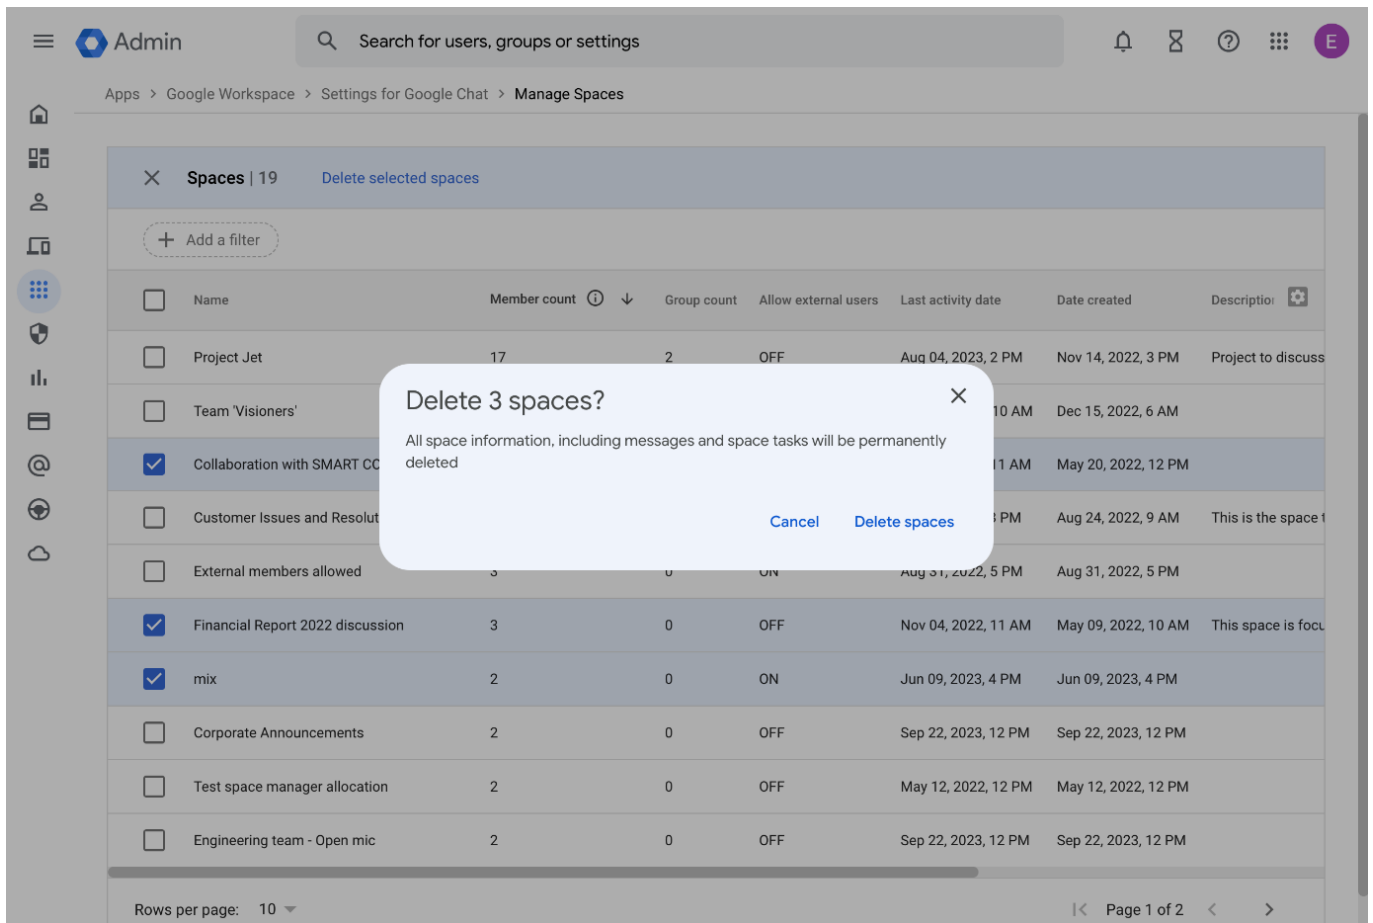 Admin
Search for users, groups or settings
E
Apps > Google Workspace > Settings for Google Chat > Manage Spaces
Spaces | 19 Delete selected spaces
Add a filter
Name Member count Group count Allow external users Last activity date Date created Description
Project Jet 17 2 OFF Aug 04, 2023, 2 PM Nov 14, 2022, 3 PM Project to discuss
Team 'Visioners' 10 AM Dec 15, 2022, 6 AM
Collaboration with SMART CO 11 AM May 20, 2022, 12 PM
Customer Issues and Resolut PM Aug 24, 2022, 9 AM This is the space t
External members allowed 3 0 ON Aug 31, 2022, 5 PM Aug 31, 2022, 5 PM
Financial Report 2022 discussion 3 0 OFF Nov 04, 2022, 11 AM May 09, 2022, 10 AM This space is focu
mix 2 0 ON Jun 09, 2023, 4 PM Jun 09, 2023, 4 PM
Corporate Announcements 2 0 OFF Sep 22, 2023, 12 PM Sep 22, 2023, 12 PM
Test space manager allocation 2 0 OFF May 12, 2022, 12 PM May 12, 2022, 12 PM
Engineering team - Open mic 2 0 OFF Sep 22, 2023, 12 PM Sep 22, 2023, 12 PM
Rows per page: 10 Page 1 of 2
Delete 3 spaces?
All space information, including messages and space tasks will be permanently
deleted
Cancel Delete spaces